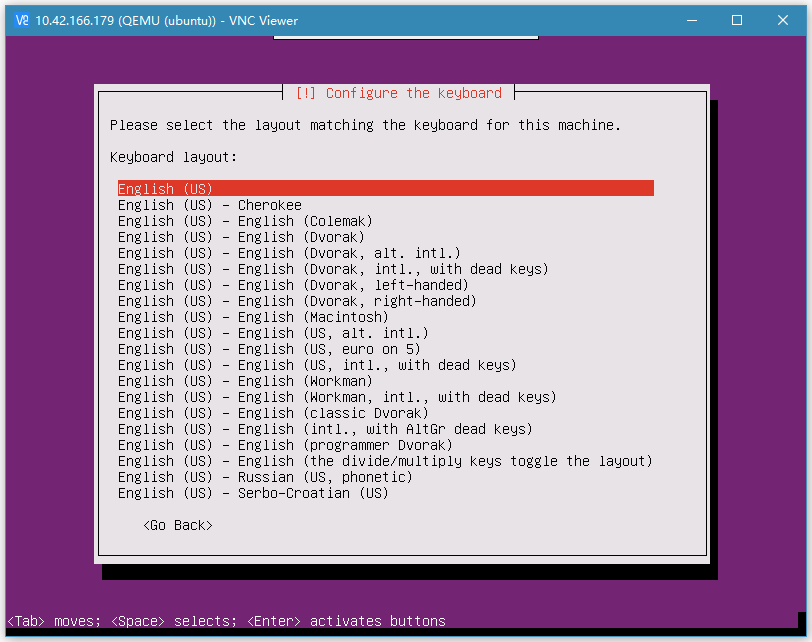 10.42.166.179 (QEMU (ubuntu)) - VNC Viewer
[!] Configure the keyboard
Please select the layout matching the keyboard for this machine.
Keyboard layout:
English (US)
English (US) - Cherokee
English (US) - English (Colemak)
English (US) - English (Dvorak)
English (US) - English (Dvorak, alt. intl.)
English (US) - English (Dvorak, intl., with dead keys)
English (US) - English (Dvorak, left-handed)
English (US) - English (Dvorak, right-handed)
English (US) - English (Macintosh)
English (US) - English (US, alt. intl.)
English (US) - English (US, euro on 5)
English (US) - English (US, intl., with dead keys)
English (US) - English (Workman)
English (US) - English (Workman, intl., with dead keys)
English (US) - English (classic Dvorak)
English (US) - English (intl., with AltGr dead keys)
English (US) - English (programmer Dvorak)
English (US) - English (the divide/multiply keys toggle the layout)
English (US) - Russian (US, phonetic)
English (US) - Serbo-Croatian (US)
<Go Back>
<Tab> moves; <Space> selects; <Enter> activates buttons